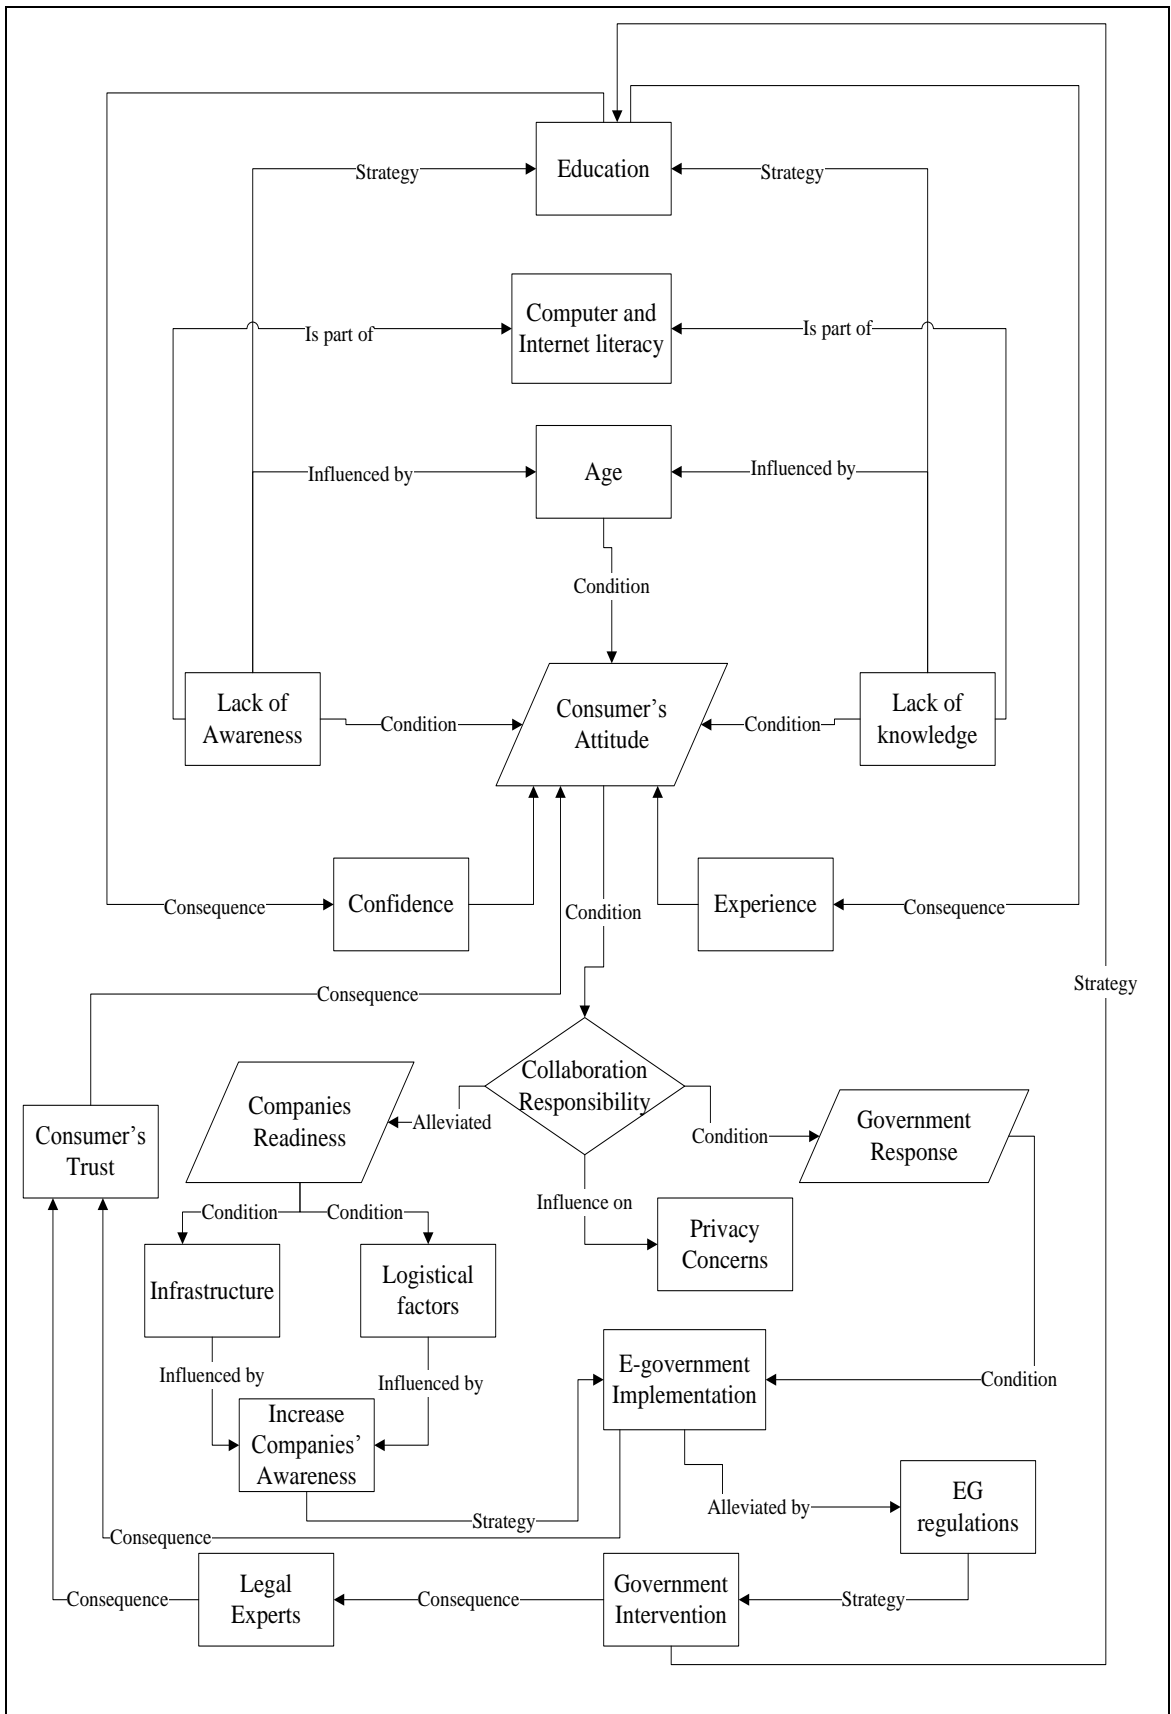 Education
Strategy
Strategy
Computer and
Internet literacy
Is part of
Is part of
Age
Influenced by
Influenced by
Condition
Lack of
Awareness
Condition
Consumer’s
Attitude
Condition
Lack of
knowledge
Consequence
Confidence
Condition
Experience
Consequence
Strategy
Consequence
Collaboration
Responsibility
Companies
Readiness
Alleviated
Condition
Government
Response
Consumer’s
Trust
Influence on
Privacy
Concerns
Condition
Condition
Infrastructure
Logistical
factors
Influenced by
Influenced by
E-government
Implementation
Condition
Increase
Companies’
Awareness
Strategy
Alleviated by
EG
regulations
Consequence
Consequence
Legal
Experts
Consequence
Government
Intervention
Strategy